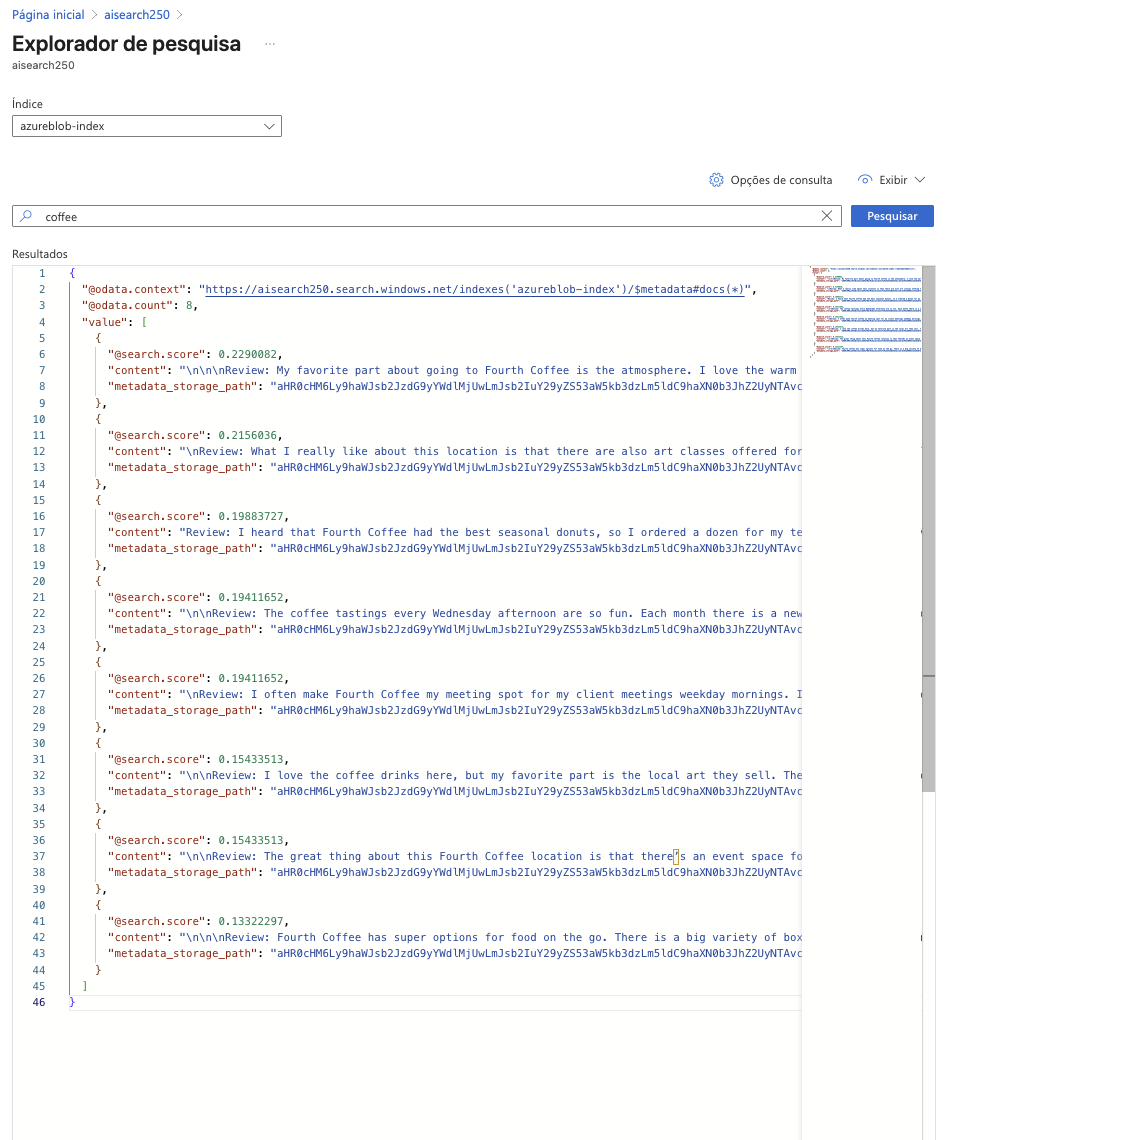 Página inicial > aisearch250 >
Explorador de pesquisa ...
aisearch250
Índice
azureblob-index
Opções de consulta Exibir
coffee
Pesquisar
Resultados
1 {
2 "@odata.context": "https://aisearch250.search.windows.net/indexes('azureblob-index')/$metadata#docs(*)",
3 "@odata.count": 8,
4 "value": [
5 {
6 "@search.score": 0.2290082,
7 "content": "\n\n\nReview: My favorite part about going to Fourth Coffee is the atmosphere. I love the warm
8 "metadata_storage_path": "aHR0cHM6Ly9haWJsb2JzdG9yYWdlMjUwLmJsb2IuY29yZS53aW5kb3dzLm5ldC9haXN0b3JhZ2UyNTAvc
9 },
10 {
11 "@search.score": 0.2156036,
12 "content": "\nReview: What I really like about this location is that there are also art classes offered for
13 "metadata_storage_path": "aHR0cHM6Ly9haWJsb2JzdG9yYWdlMjUwLmJsb2IuY29yZS53aW5kb3dzLm5ldC9haXN0b3JhZ2UyNTAvc
14 },
15 {
16 "@search.score": 0.19883727,
17 "content": "Review: I heard that Fourth Coffee had the best seasonal donuts, so I ordered a dozen for my te
18 "metadata_storage_path": "aHR0cHM6Ly9haWJsb2JzdG9yYWdlMjUwLmJsb2IuY29yZS53aW5kb3dzLm5ldC9haXN0b3JhZ2UyNTAvc
19 },
20 {
21 "@search.score": 0.19411652,
22 "content": "\n\nReview: The coffee tastings every Wednesday afternoon are so fun. Each month there is a new
23 "metadata_storage_path": "aHR0cHM6Ly9haWJsb2JzdG9yYWdlMjUwLmJsb2IuY29yZS53aW5kb3dzLm5ldC9haXN0b3JhZ2UyNTAvc
24 },
25 {
26 "@search.score": 0.19411652,
27 "content": "\nReview: I often make Fourth Coffee my meeting spot for my client meetings weekday mornings. I
28 "metadata_storage_path": "aHR0cHM6Ly9haWJsb2JzdG9yYWdlMjUwLmJsb2IuY29yZS53aW5kb3dzLm5ldC9haXN0b3JhZ2UyNTAvc
29 },
30 {
31 "@search.score": 0.15433513,
32 "content": "\n\nReview: I love the coffee drinks here, but my favorite part is the local art they sell. The
33 "metadata_storage_path": "aHR0cHM6Ly9haWJsb2JzdG9yYWdlMjUwLmJsb2IuY29yZS53aW5kb3dzLm5ldC9haXN0b3JhZ2UyNTAvc
34 },
35 {
36 "@search.score": 0.15433513,
37 "content": "\n\nReview: The great thing about this Fourth Coffee location is that there’s an event space fo
38 "metadata_storage_path": "aHR0cHM6Ly9haWJsb2JzdG9yYWdlMjUwLmJsb2IuY29yZS53aW5kb3dzLm5ldC9haXN0b3JhZ2UyNTAvc
39 },
40 {
41 "@search.score": 0.13322297,
42 "content": "\n\n\nReview: Fourth Coffee has super options for food on the go. There is a big variety of box
43 "metadata_storage_path": "aHR0cHM6Ly9haWJsb2JzdG9yYWdlMjUwLmJsb2IuY29yZS53aW5kb3dzLm5ldC9haXN0b3JhZ2UyNTAvc
44 }
45 ]
46 }